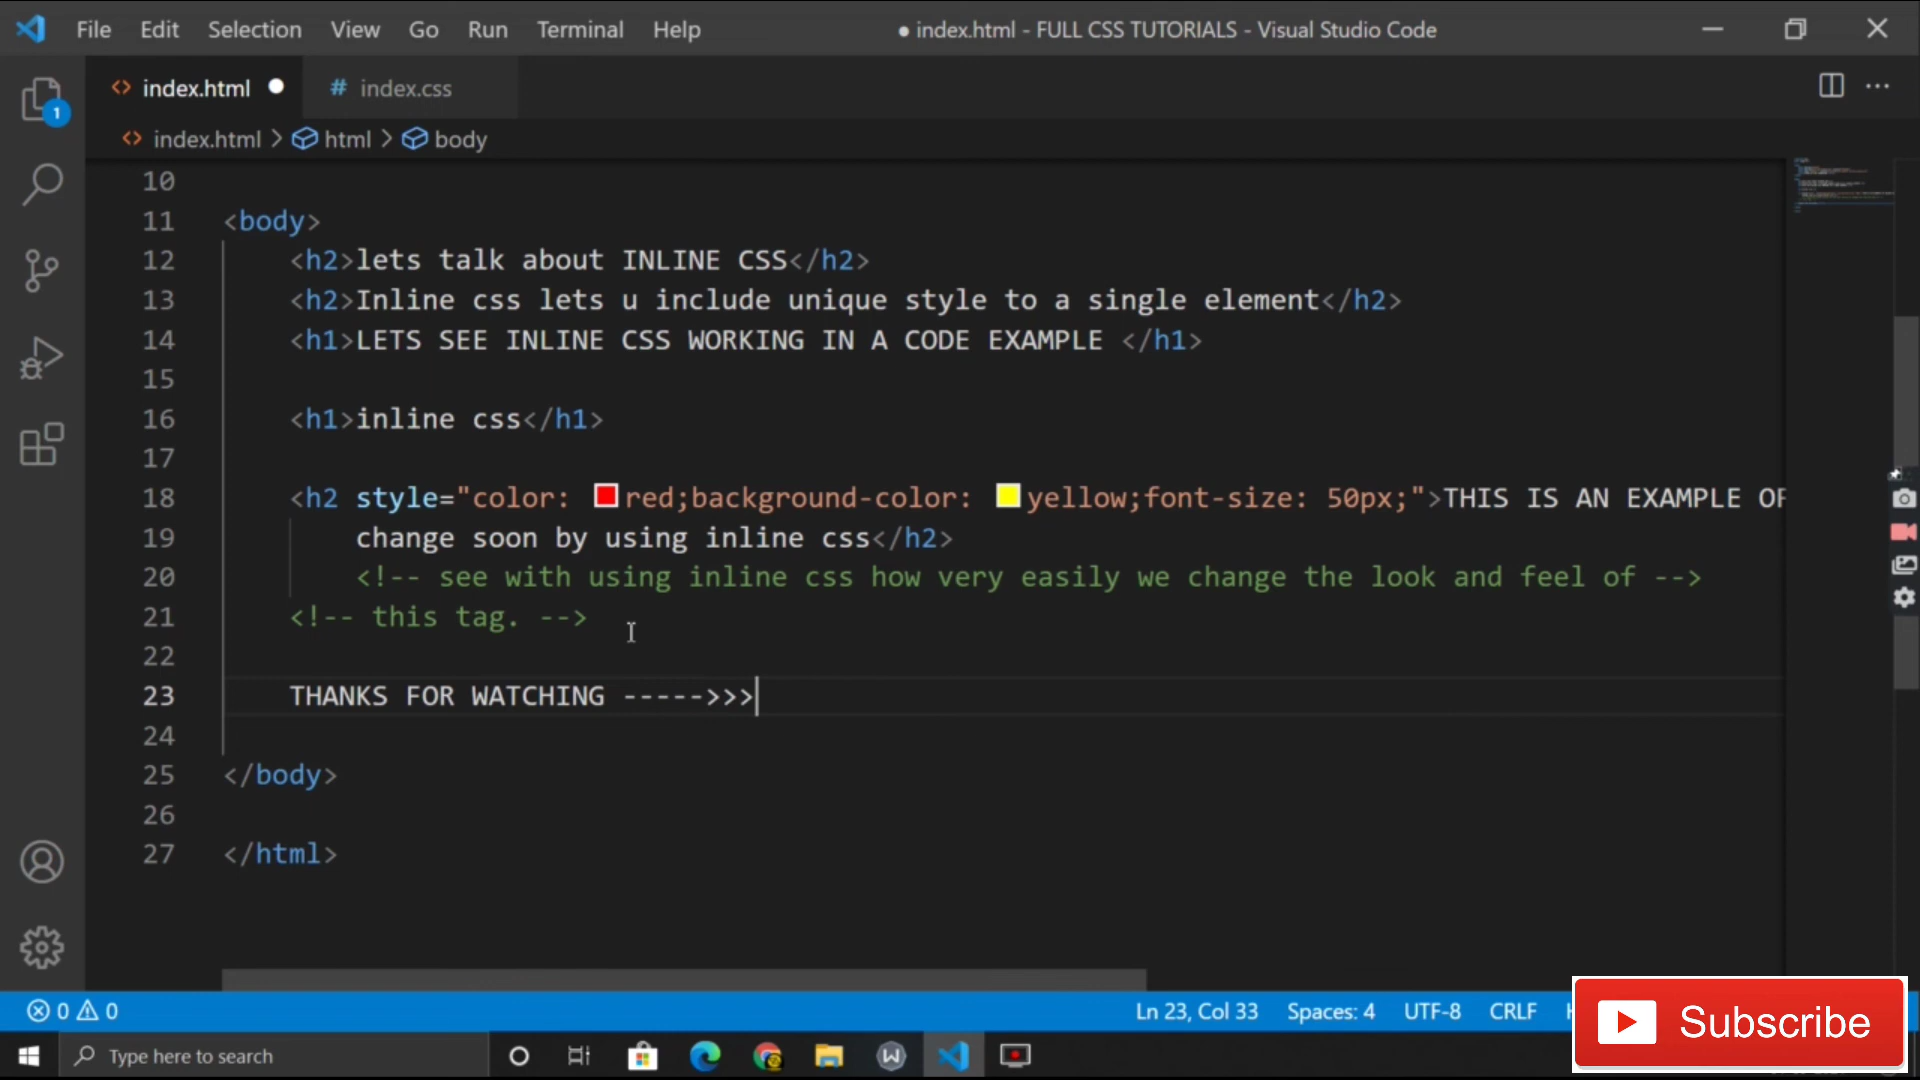 File Edit Selection View Go Run Terminal Help ● index.html - FULL CSS TUTORIALS - Visual Studio Code
index.html # index.css
1
index.html > html > body
10
11 <body>
12 <h2>lets talk about INLINE CSS</h2>
13 <h2>Inline css lets u include unique style to a single element</h2>
14 <h1>LETS SEE INLINE CSS WORKING IN A CODE EXAMPLE </h1>
15
16 <h1>inline css</h1>
17
18 <h2 style="color: red;background-color: yellow;font-size: 50px;">THIS IS AN EXAMPLE OF
19 change soon by using inline css</h2>
20 <!-- see with using inline css how very easily we change the look and feel of -->
21 <!-- this tag. -->
22
23 THANKS FOR WATCHING ----->>>
24
25 </body>
26
27 </html>
0 0 Ln 23, Col 33 Spaces: 4 UTF-8 CRLF
Subscribe
Type here to search